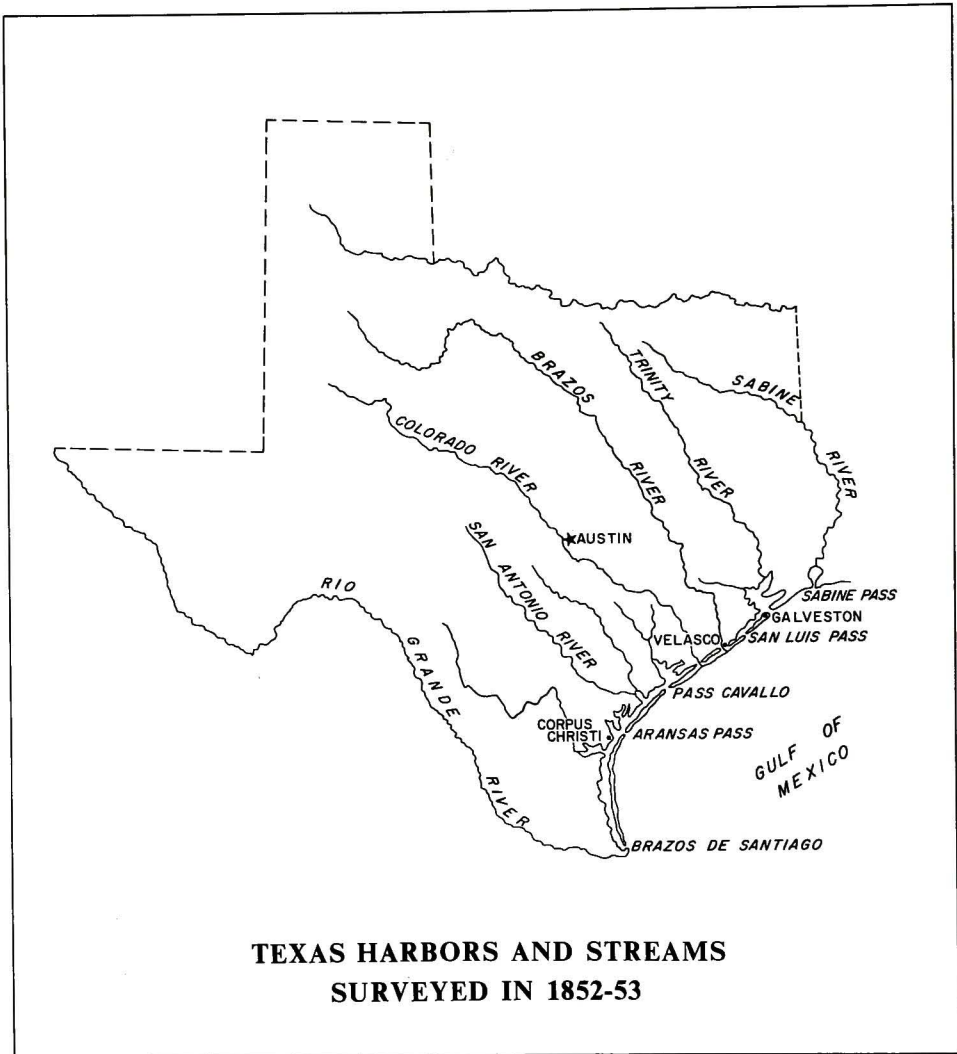 BRAZOS
RIVER
TRINITY
RIVER
SABINE
RIVER
COLORADO
RIVER
AUSTIN
SAN
ANTONIO
RIVER
RIO
GRANDE
RIVER
SABINE PASS
GALVESTON
VELASCO
SAN LUIS PASS
PASS CAVALLO
CORPUS
CHRISTI
ARANSAS PASS
GULF OF
MEXICO
BRAZOS DE SANTIAGO
TEXAS HARBORS AND STREAMS
SURVEYED IN 1852-53